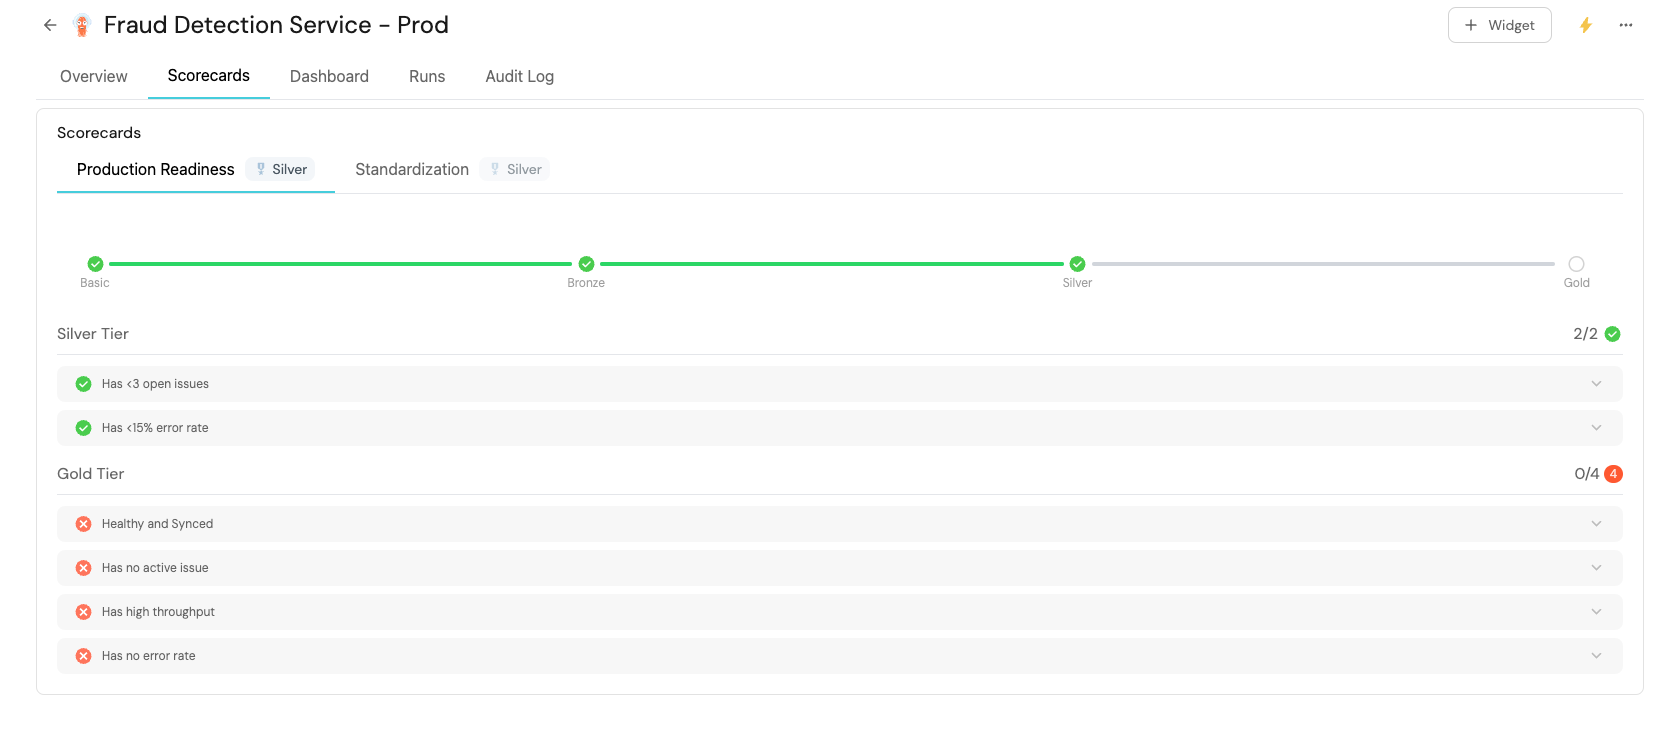 Fraud Detection Service - Prod
+ Widget
Overview Scorecards Dashboard Runs Audit Log
Scorecards
Production Readiness Silver Standardization Silver
Basic Bronze Silver Gold
Silver Tier 2/2
Has <3 open issues
Has <15% error rate
Gold Tier 0/4 4
Healthy and Synced
Has no active issue
Has high throughput
Has no error rate